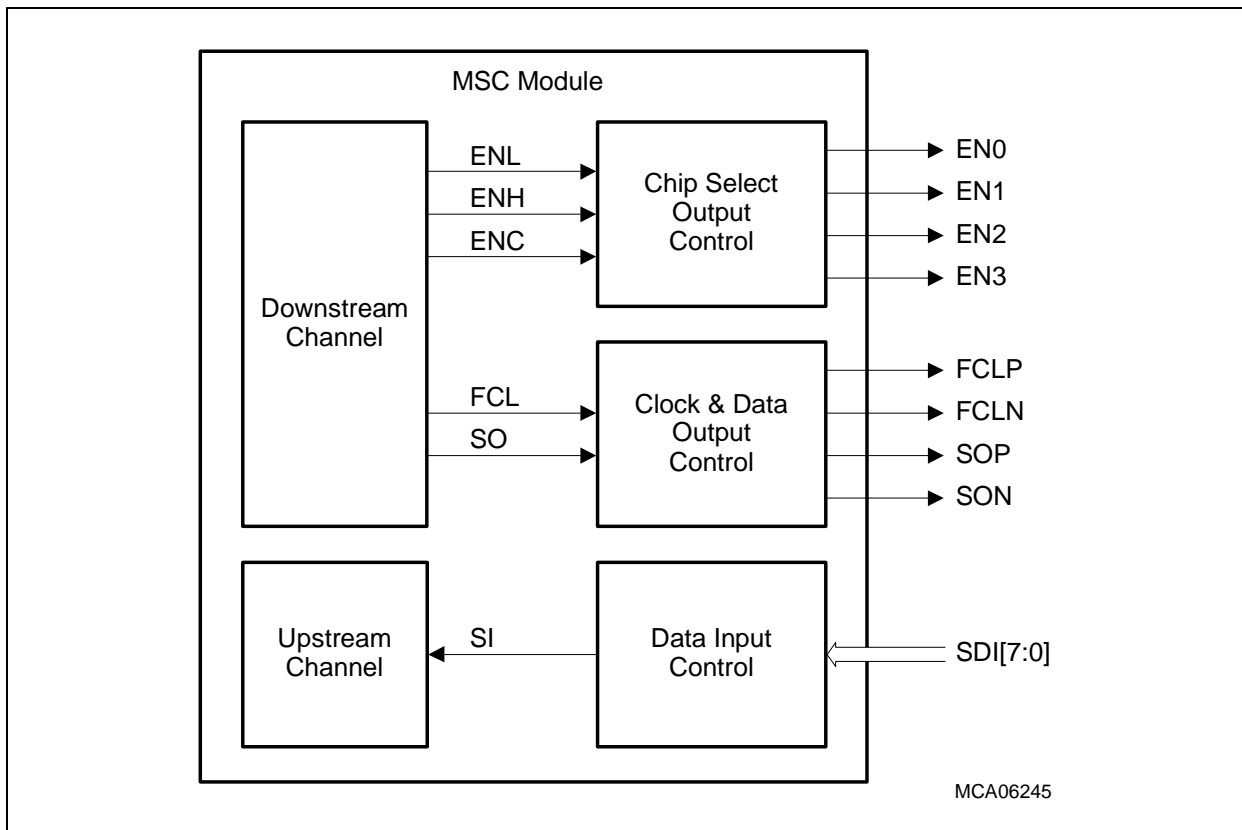 MSC Module
Downstream
Channel
ENL
ENH
ENC
Chip Select
Output
Control
EN0
EN1
EN2
EN3
FCL
SO
Clock & Data
Output
Control
FCLP
FCLN
SOP
SON
Upstream
Channel
SI
Data Input
Control
SDI[7:0]
MCA06245